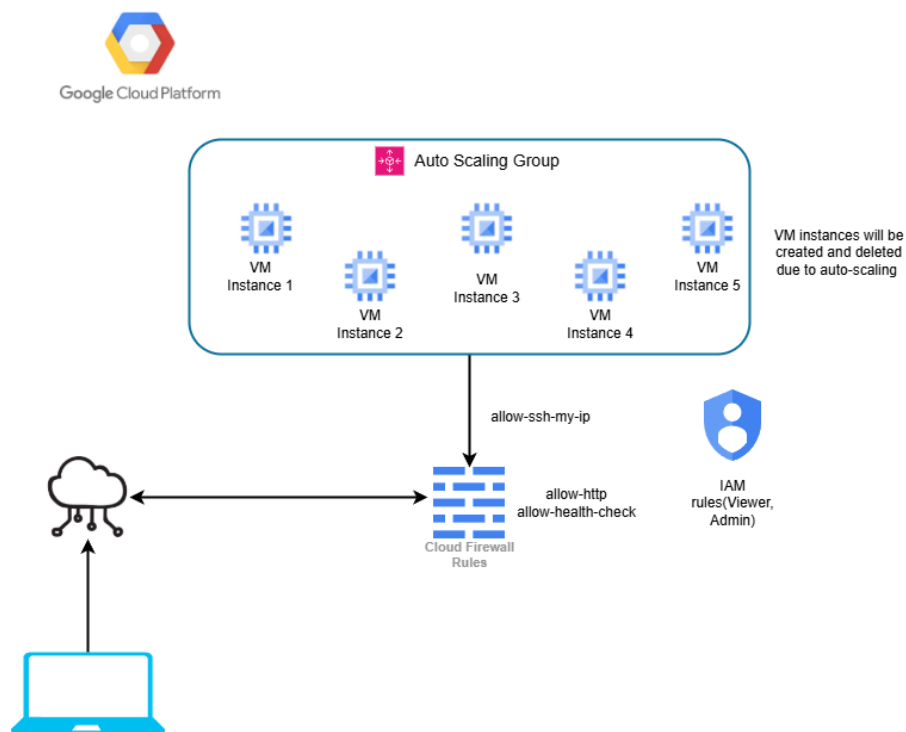 Google Cloud Platform
Auto Scaling Group
VM
Instance 1
VM
Instance 2
VM
Instance 3
VM
Instance 4
VM
Instance 5
VM instances will be
created and deleted
due to auto-scaling
allow-ssh-my-ip
allow-http
allow-health-check
Cloud Firewall
Rules
IAM
rules(Viewer,
Admin)